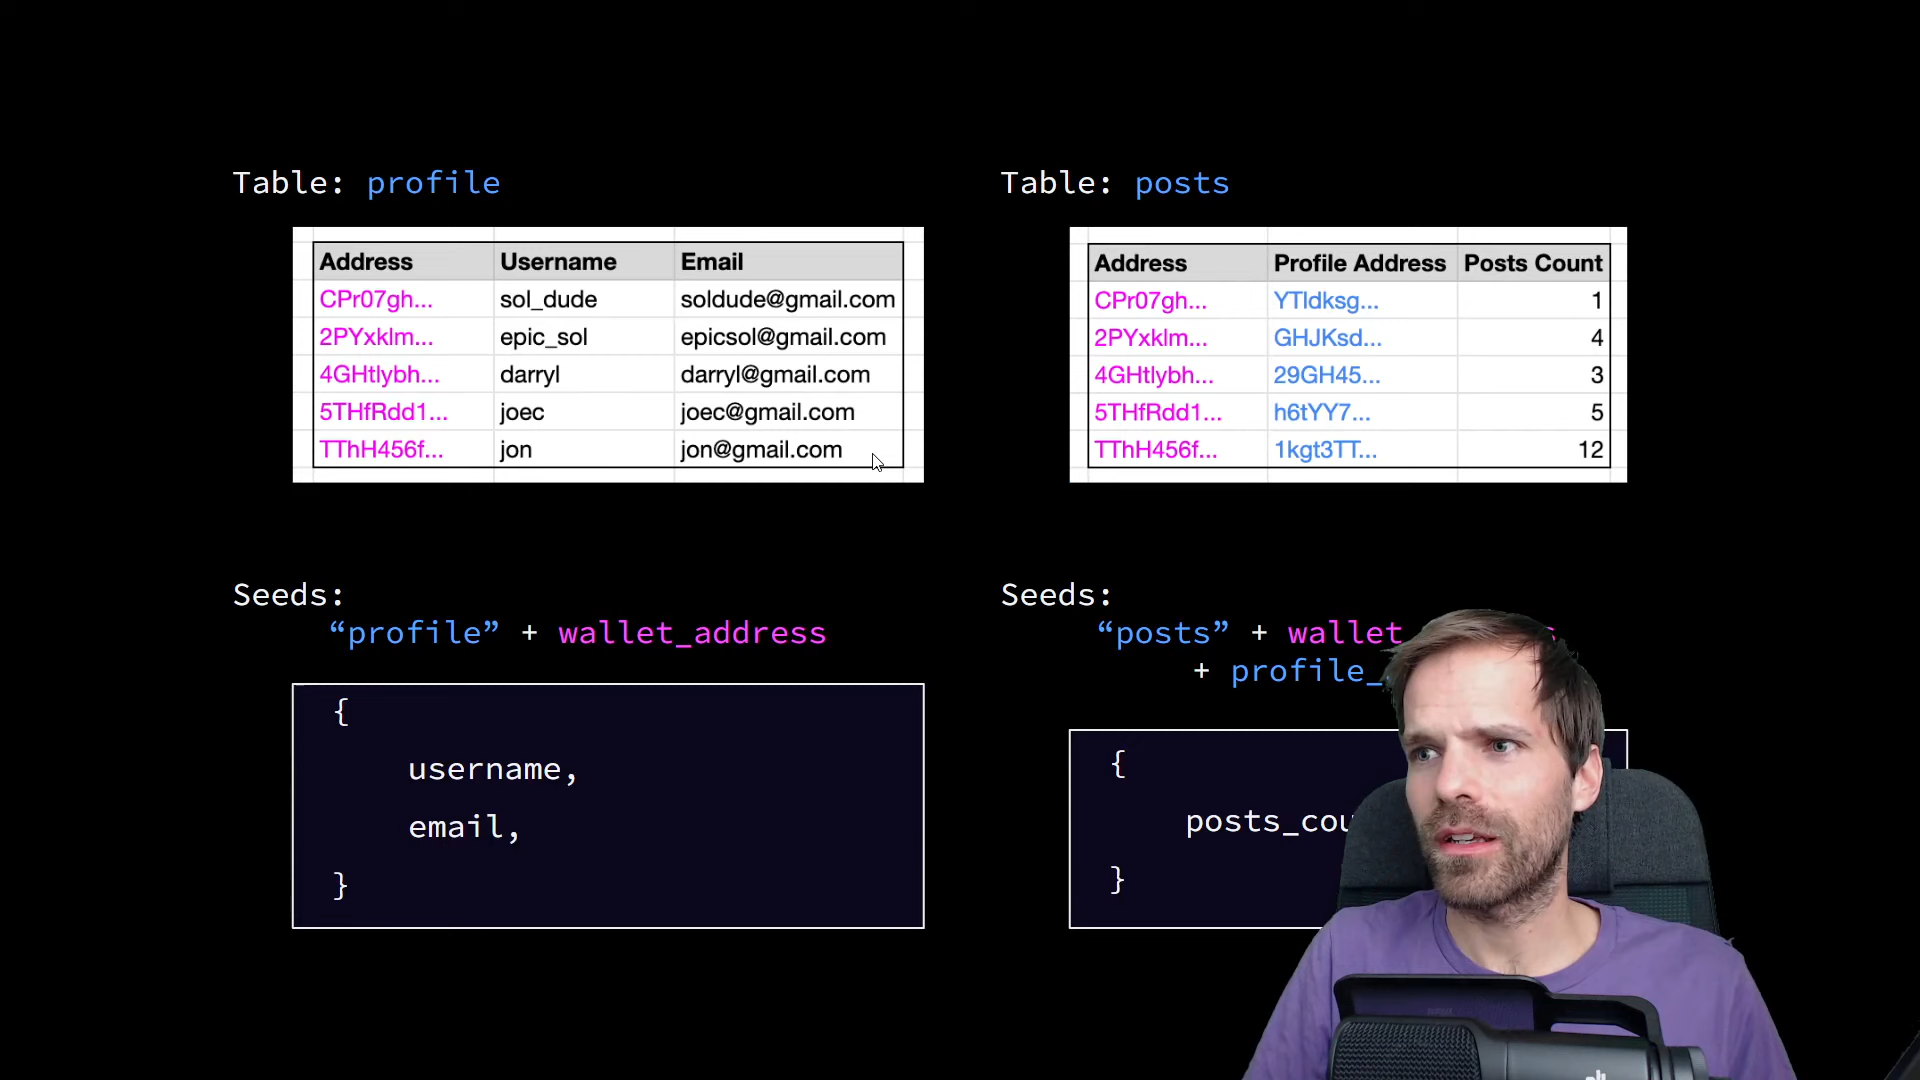 Table: profile
Address Username Email
CPr07gh... sol_dude soldude@gmail.com
2PYxklm... epic_sol epicsol@gmail.com
4GHtlybh... darryl darryl@gmail.com
5THfRdd1... joec joec@gmail.com
TThH456f... jon jon@gmail.com
Seeds:
“profile” + wallet_address
{
username,
email,
}
Table: posts
Address Profile Address Posts Count
CPr07gh... YTldksg... 1
2PYxklm... GHJKsd... 4
4GHtlybh... 29GH45... 3
5THfRdd1... h6tYY7... 5
TThH456f... 1kgt3TT... 12
Seeds:
“posts” + wallet
+ profile_
{
}